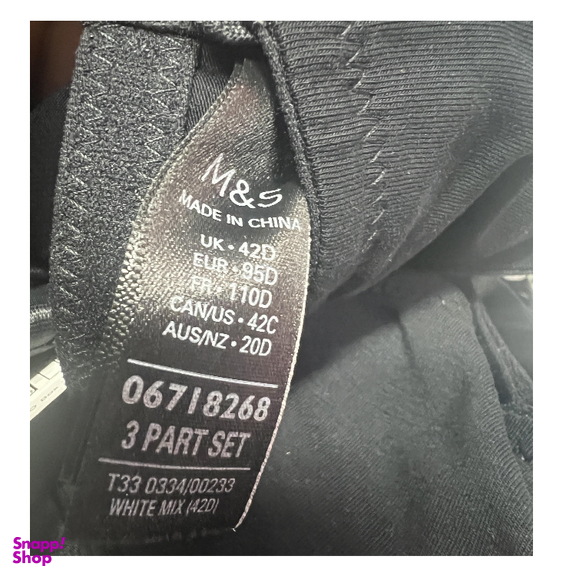 M&S
MADE IN CHINA
UK • 42D
EUR • 95D
FR • 110D
CAN/US • 42C
AUS/NZ • 20D
06718268
3 PART SET
T33 0334/00233
WHITE MIX (42D)
Snapp!
Shop